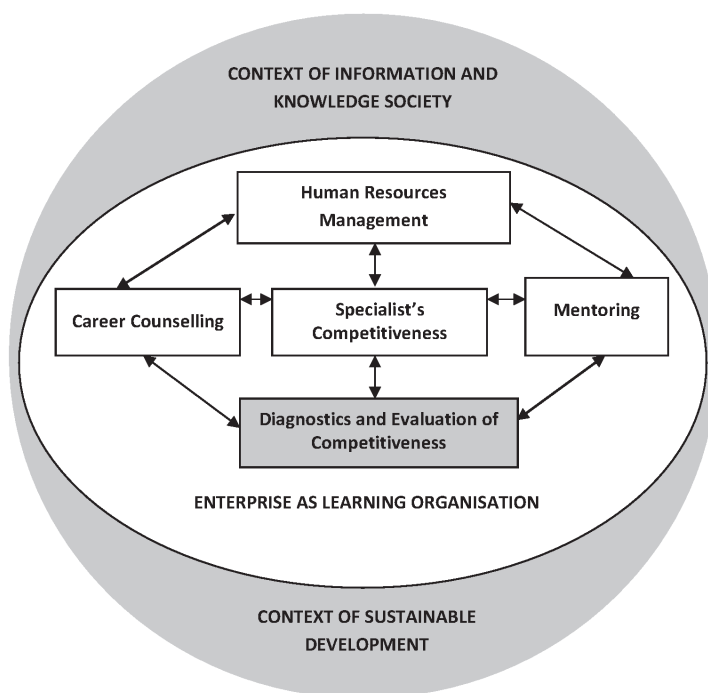 CONTEXT OF INFORMATION AND
KNOWLEDGE SOCIETY
Human Resources
Management
Career Counselling
Specialist's
Competitiveness
Mentoring
Diagnostics and Evaluation of
Competitiveness
ENTERPRISE AS LEARNING ORGANISATION
CONTEXT OF SUSTAINABLE
DEVELOPMENT